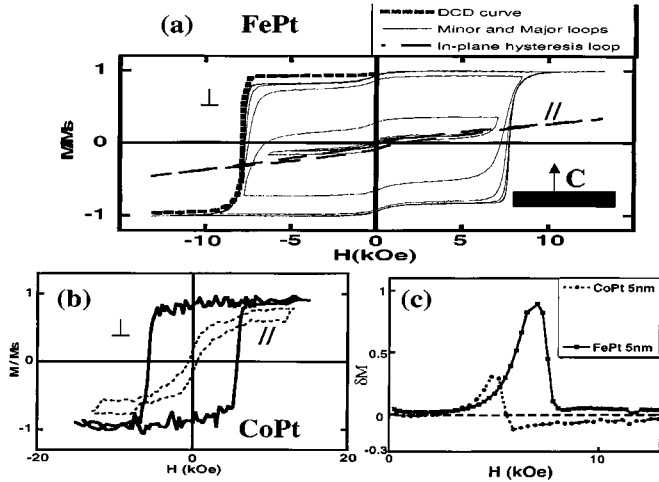 (a) FePt
DCD curve
Minor and Major loops
In-plane hysteresis loop
⊥
//
C
M/Ms
1
0
-1
-10 -5 0 5 10
H(kOe)
(b)
⊥
//
CoPt
M/Ms
1
0
-1
-20 0 20
H (kOe)
(c)
CoPt 5nm
FePt 5nm
δM
1
0.5
0
-0.3
0 10
H (kOe)